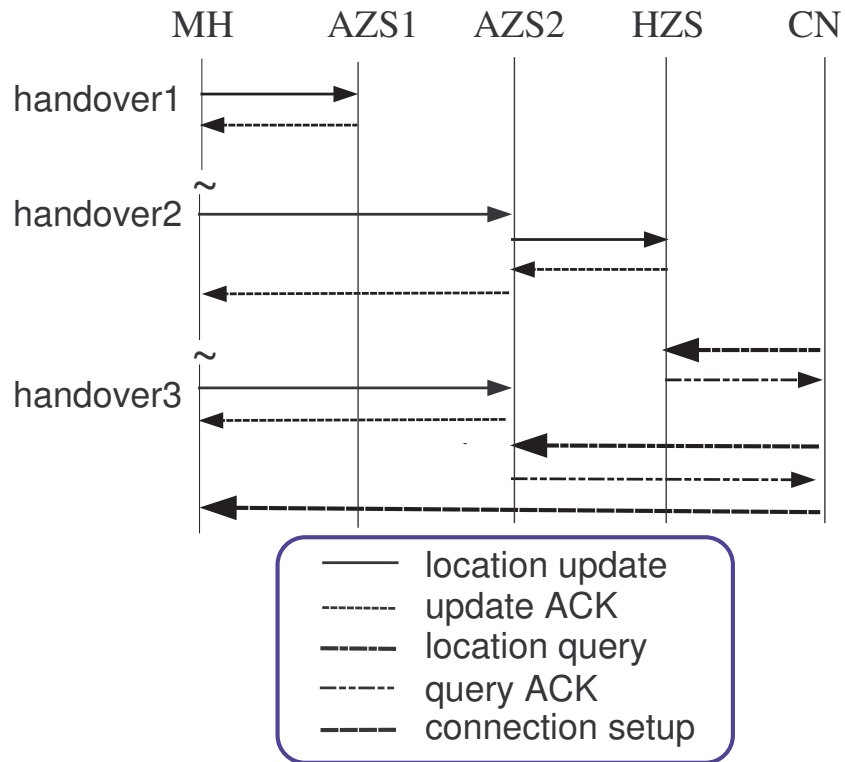 MH AZS1 AZS2 HZS CN
handover1
~
handover2
~
handover3
location update
update ACK
location query
query ACK
connection setup